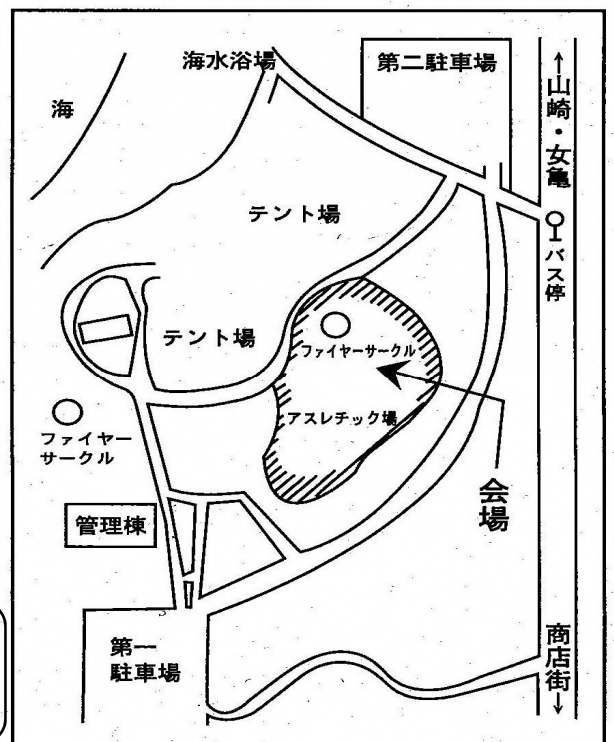 海水浴場
第二駐車場
海
↑山崎・女亀
バス停
テント場
テント場
ファイヤーサークル
アスレチック場
ファイヤー
サークル
会場
管理棟
第一
駐車場
商店街↓